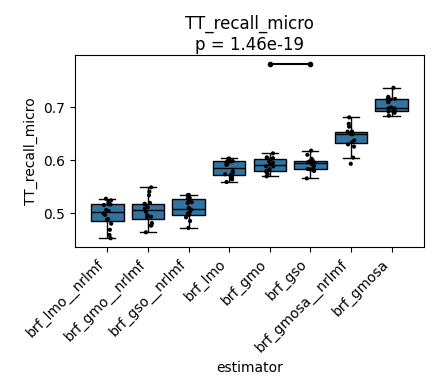 TT_recall_micro
p = 1.46e-19
TT_recall_micro
0.7
0.6
0.5
brf_lmo__nrlmf
brf_gmo__nrlmf
brf_gso__nrlmf
brf_lmo
brf_gmo
brf_gso
brf_gmosa__nrlmf
brf_gmosa
estimator